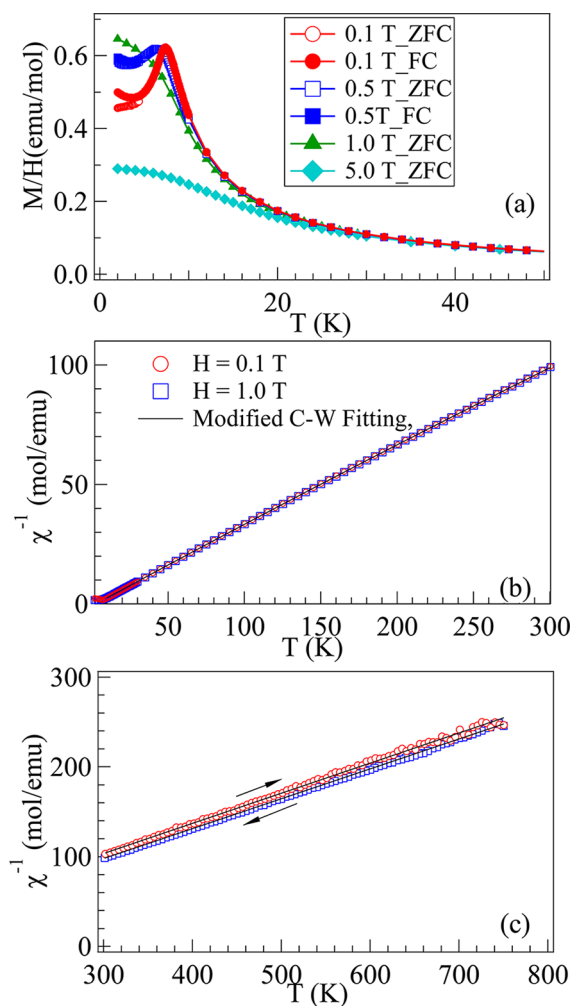 0.6
0.4
0.2
0.0
M/H(emu/mol)
0.1 T_ZFC
0.1 T_FC
0.5 T_ZFC
0.5T_FC
1.0 T_ZFC
5.0 T_ZFC
(a)
0 20 40
T (K)
100
50
0
χ⁻¹ (mol/emu)
H = 0.1 T
H = 1.0 T
Modified C-W Fitting,
(b)
50 100 150 200 250 300
T (K)
300
200
100
0
χ⁻¹ (mol/emu)
(c)
300 400 500 600 700 800
T (K)